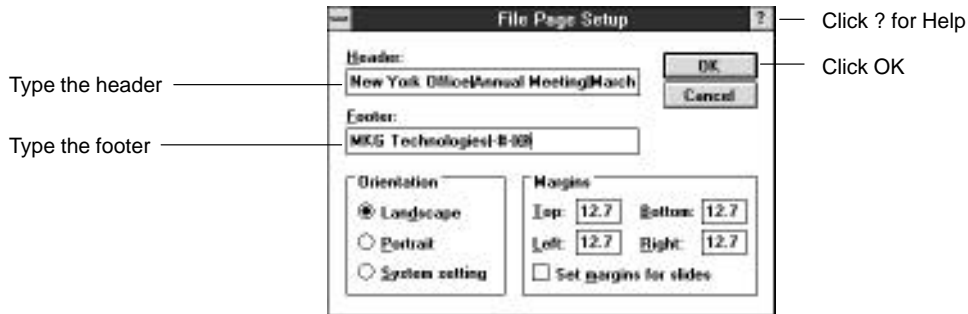 File Page Setup
?
Click ? for Help
Header:
OK
Click OK
Type the header
New York Office|Annual Meeting|March
Cancel
Footer:
Type the footer
MKG Technologies|-#-|
Orientation
Margins
Landscape
Top: 12.7 Bottom: 12.7
Portrait
Left: 12.7 Right: 12.7
System setting
Set margins for slides